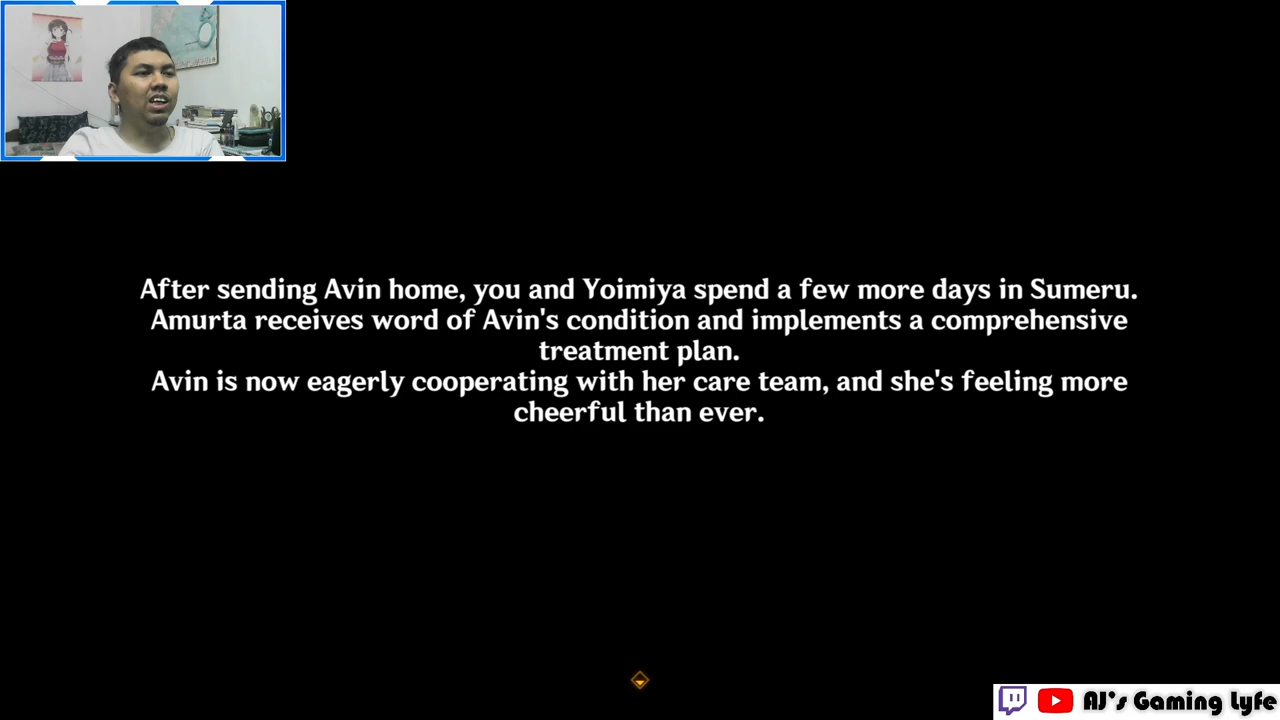 After sending Avin home, you and Yoimiya spend a few more days in Sumeru.
Amurta receives word of Avin's condition and implements a comprehensive
treatment plan.
Avin is now eagerly cooperating with her care team, and she's feeling more
cheerful than ever.
AJ's Gaming Lyfe